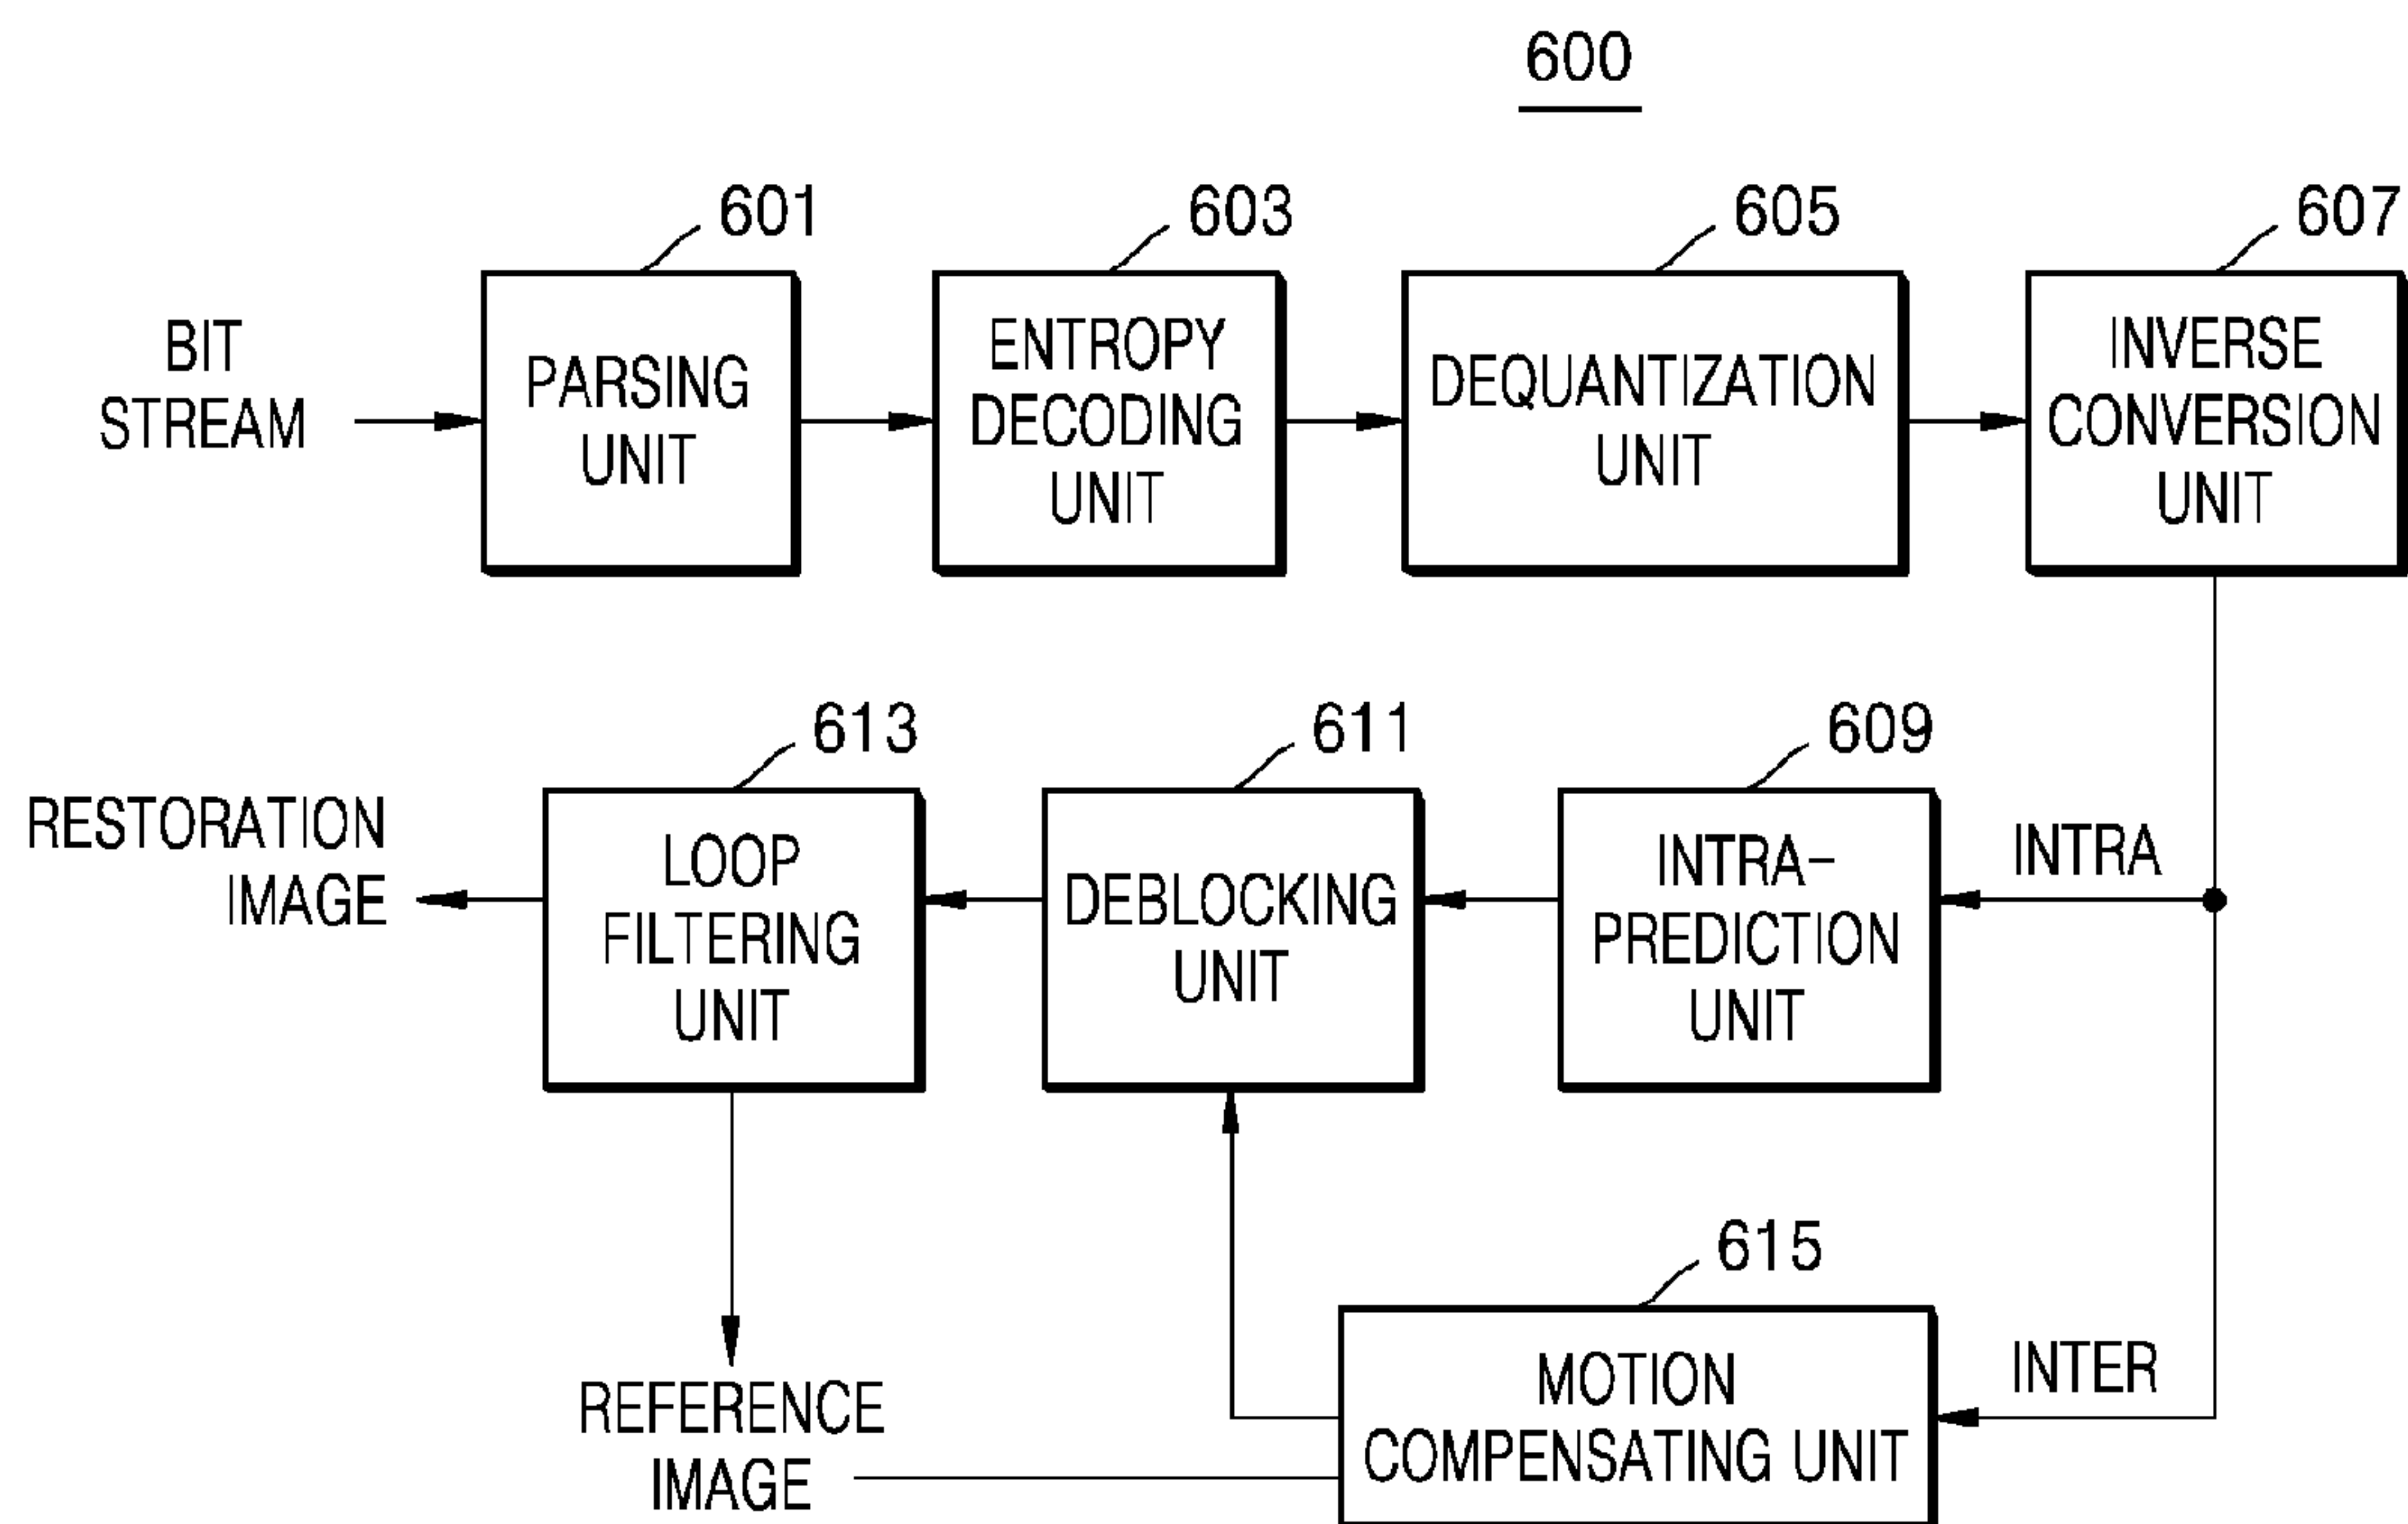 600
601
603
605
607
BIT
STREAM
PARSING
UNIT
ENTROPY
DECODING
UNIT
DEQUANTIZATION
UNIT
INVERSE
CONVERSION
UNIT
613
611
609
RESTORATION
IMAGE
LOOP
FILTERING
UNIT
DEBLOCKING
UNIT
INTRA-
PREDICTION
UNIT
INTRA
615
REFERENCE
IMAGE
MOTION
COMPENSATING UNIT
INTER